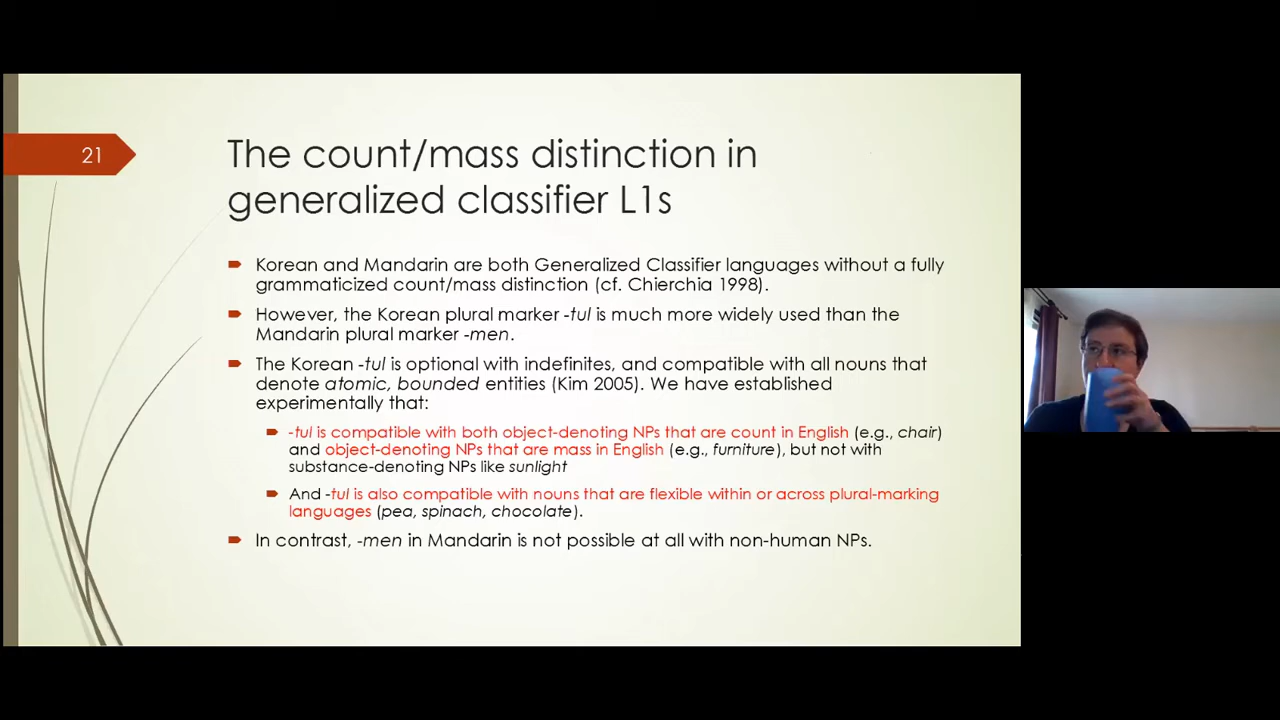 21
The count/mass distinction in
generalized classifier L1s
Korean and Mandarin are both Generalized Classifier languages without a fully
grammaticized count/mass distinction (cf. Chierchia 1998).
However, the Korean plural marker -tul is much more widely used than the
Mandarin plural marker -men.
The Korean -tul is optional with indefinites, and compatible with all nouns that
denote atomic, bounded entities (Kim 2005). We have established
experimentally that:
-tul is compatible with both object-denoting NPs that are count in English (e.g., chair)
and object-denoting NPs that are mass in English (e.g., furniture), but not with
substance-denoting NPs like sunlight
And -tul is also compatible with nouns that are flexible within or across plural-marking
languages (pea, spinach, chocolate).
In contrast, -men in Mandarin is not possible at all with non-human NPs.